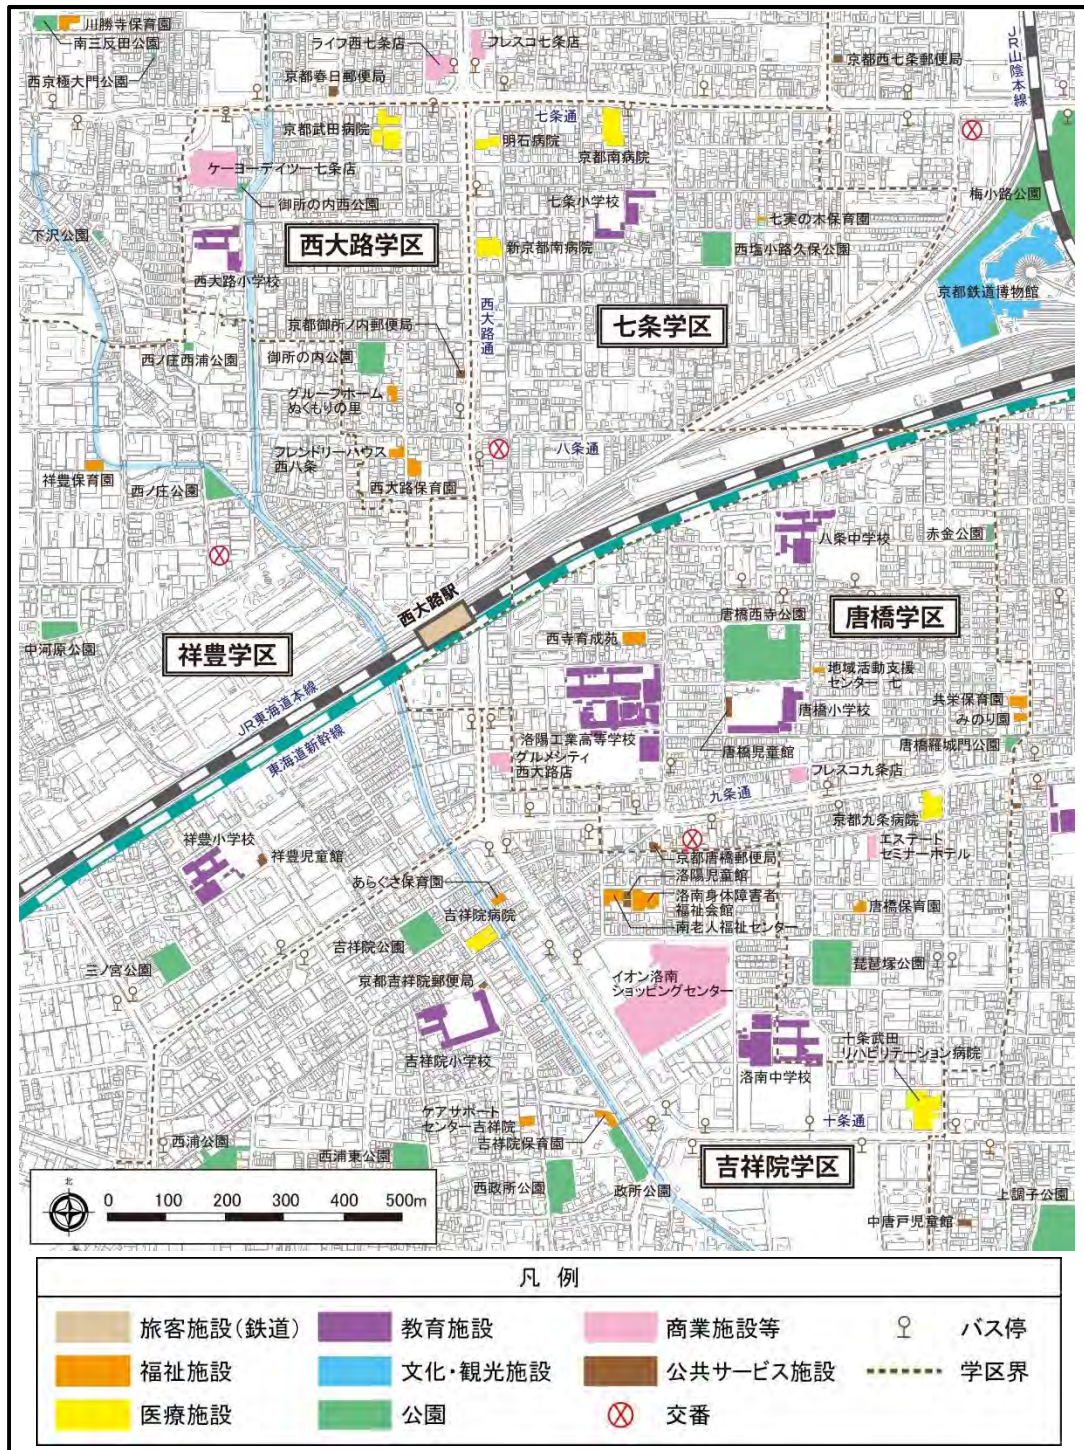 川勝寺保育園
南三反田公園
西京極大門公園
ライフ西七条店
フレスコ七条店
京都春日郵便局
京都西七条郵便局
JR山陰本線
七条通
京都武田病院
明石病院
京都南病院
ケーヨーデイツー七条店
御所の内西公園
七条小学校
梅小路公園
下沢公園
西大路学区
七実の木保育園
新京都南病院
西塩小路久保公園
西大路小学校
京都鉄道博物館
西大路通
七条学区
京都御所ノ内郵便局
西ノ庄西浦公園
御所の内公園
グループホーム
ぬくもりの里
八条通
フレンドリーハウス
西八条
祥豊保育園
西ノ庄公園
西大路保育園
八条中学校
赤金公園
西大路駅
唐橋西寺公園
唐橋学区
中河原公園
祥豊学区
西寺育成苑
地域活動支援
センター 七
JR東海道本線
東海道新幹線
共栄保育園
みのり園
唐橋小学校
洛陽工業高等学校
唐橋児童館
唐橋羅城門公園
グルメシティ
西大路店
フレスコ九条店
九条通
京都九条病院
祥豊小学校
祥豊児童館
エステート
セミナーホテル
京都唐橋郵便局
洛陽児童館
あらぐさ保育園
洛南身体障害者
福祉会館
唐橋保育園
吉祥院病院
南老人福祉センター
吉祥院公園
三ノ宮公園
琵琶塚公園
京都吉祥院郵便局
イオン洛南
ショッピングセンター
十条武田
リハビリテーション病院
吉祥院小学校
洛南中学校
ケアサポート
センター吉祥院
吉祥院保育園
十条通
西浦公園
西浦東公園
吉祥院学区
西政所公園
政所公園
上調子公園
中唐戸児童館
北
0 100 200 300 400 500m
凡 例
旅客施設(鉄道) 教育施設 商業施設等 バス停
福祉施設 文化・観光施設 公共サービス施設 学区界
医療施設 公園 交番